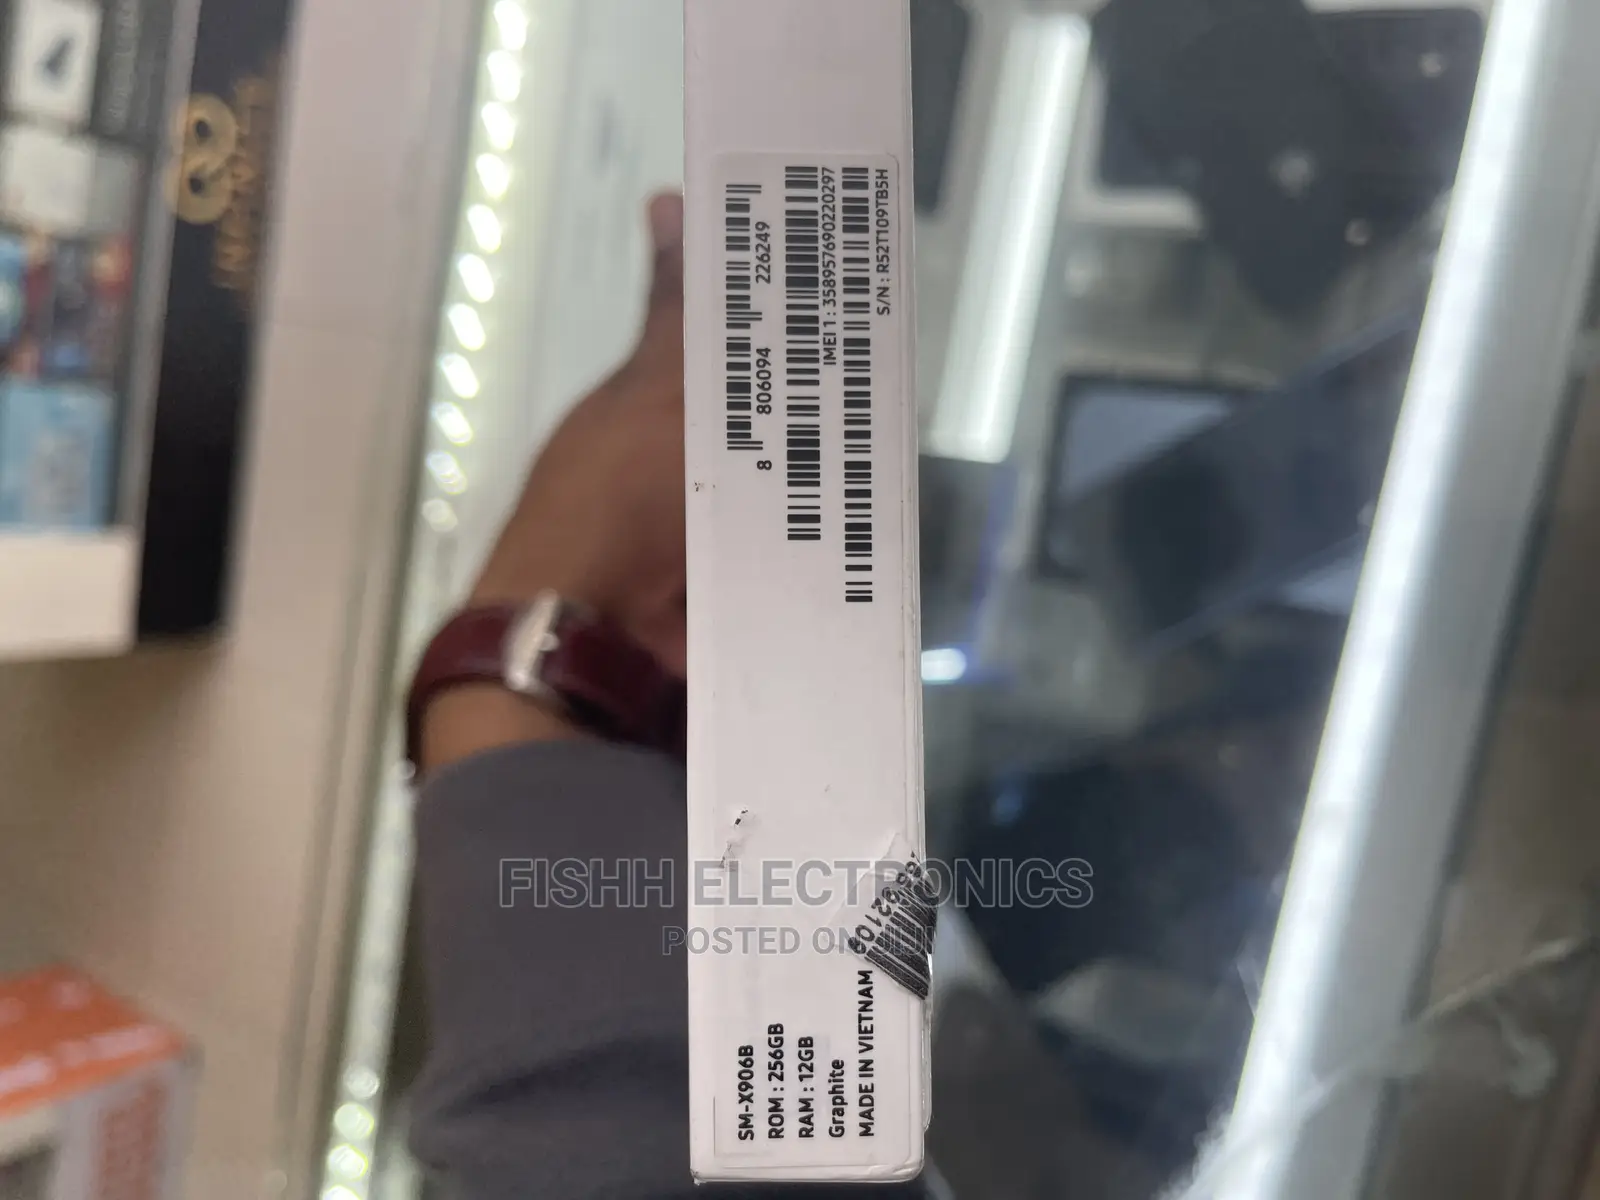 8 806094 226249
IMEI 1 : 358957690220297
S/N : R52T109TB5H
SM-X906B
ROM : 256GB
RAM : 12GB
Graphite
MADE IN VIETNAM
FISHH ELECTRONICS
POSTED ON JIJI